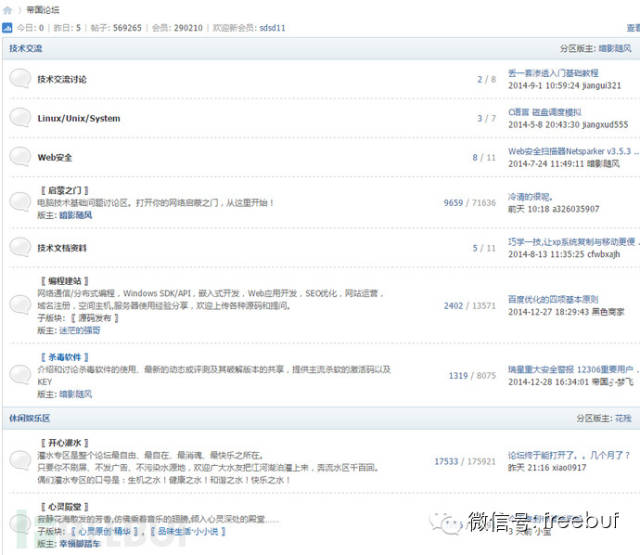 帝国论坛
今日: 0 | 昨日: 5 | 帖子: 569265 | 会员: 290210 | 欢迎新会员: sdsd11 查看
技术交流 分区版主: 暗影随风
技术交流讨论 2 / 8 丢一套渗透入门基础教程
2014-9-1 10:59:24 jiangui321
Linux/Unix/System 3 / 7 C语言 磁盘调度模拟
2014-5-8 20:43:30 jiangxud555
Web安全 8 / 11 Web安全扫描器Netsparker v3.5.3 ..
2014-7-24 11:49:11 暗影随风
〖 启蒙之门 〗
电脑技术基础问题讨论区。打开你的网络启蒙之门，从这里开始！
版主: 暗影随风
9659 / 71636 冷清的很呢。
前天 10:18 a326035907
技术文档资料 5 / 11 巧学一技,让xp系统复制与移动更便 ..
2014-8-13 11:35:25 cfwbxajh
〖 编程建站 〗
网络通信/分布式编程，Windows SDK/API，嵌入式开发，Web应用开发，SEO优化，网站运营，
域名注册，空间主机,服务器使用经验分享，欢迎上传各种源码和提问。
子版块: 〖 源码发布 〗
版主: 迷茫的强哥
2402 / 13571 百度优化的四项基本原则
2014-12-27 18:29:43 黑色商家
〖 杀毒软件 〗
介绍和讨论杀毒软件的使用、最新的动态或评测及其破解版本的共享，提供主流杀软的激活码以及
KEY
版主: 暗影随风
1319 / 8075 瑞星重大安全警报 12306重要用户 ..
2014-12-28 16:34:01 帝国 梦飞
休闲娱乐区 分区版主: 花残
〖 开心灌水 〗
灌水专区是整个论坛最自由、最自在、最消魂、最快乐之所在。
只要你不刷屏、不发广告、不污染水源地，欢迎广大水友把江河湖泊灌上来，奔流水区千百回。
偶们灌水专区的口号是：生机之水！健康之水！和谐之水！快乐之水！
17533 / 175921 论坛终于能打开了。。几个月了？
昨天 21:16 xiao0917
〖 心灵殿堂 〗
寂静花海散发的芳香,仿佛乘着音乐的翅膀,倾入心灵深处的殿堂......
子版块: 〖 心灵原创·精华 〗, 〖 品味生活·小小说 〗
版主: 幸福脚踏车
3 天前 小宝
微信号: freebuf